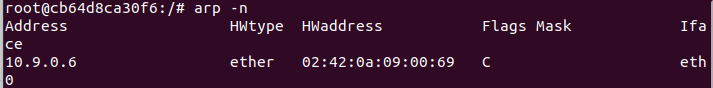 root@cb64d8ca30f6:/# arp -n
Address                  HWtype  HWaddress           Flags Mask            Ifa
ce
10.9.0.6                 ether   02:42:0a:09:00:69   C                     eth
0